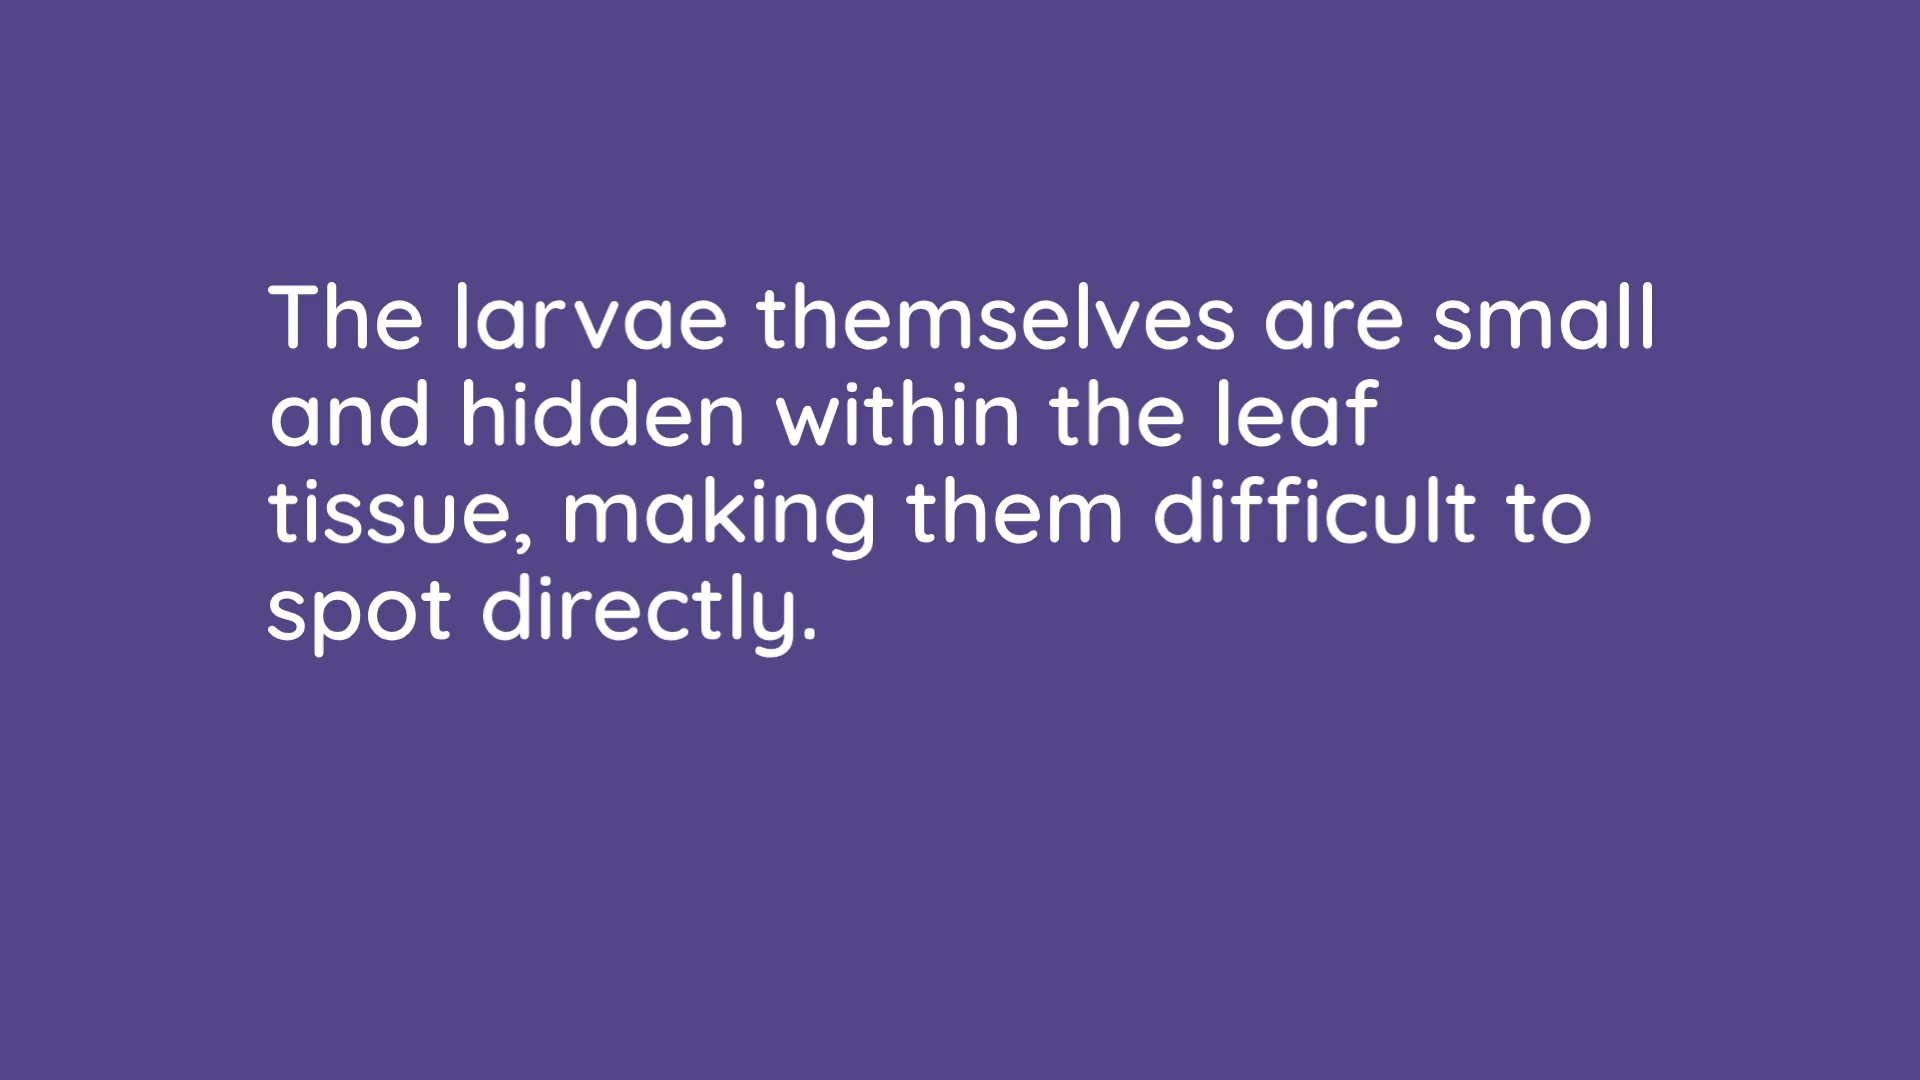 The larvae themselves are small
and hidden within the leaf
tissue, making them difficult to
spot directly.